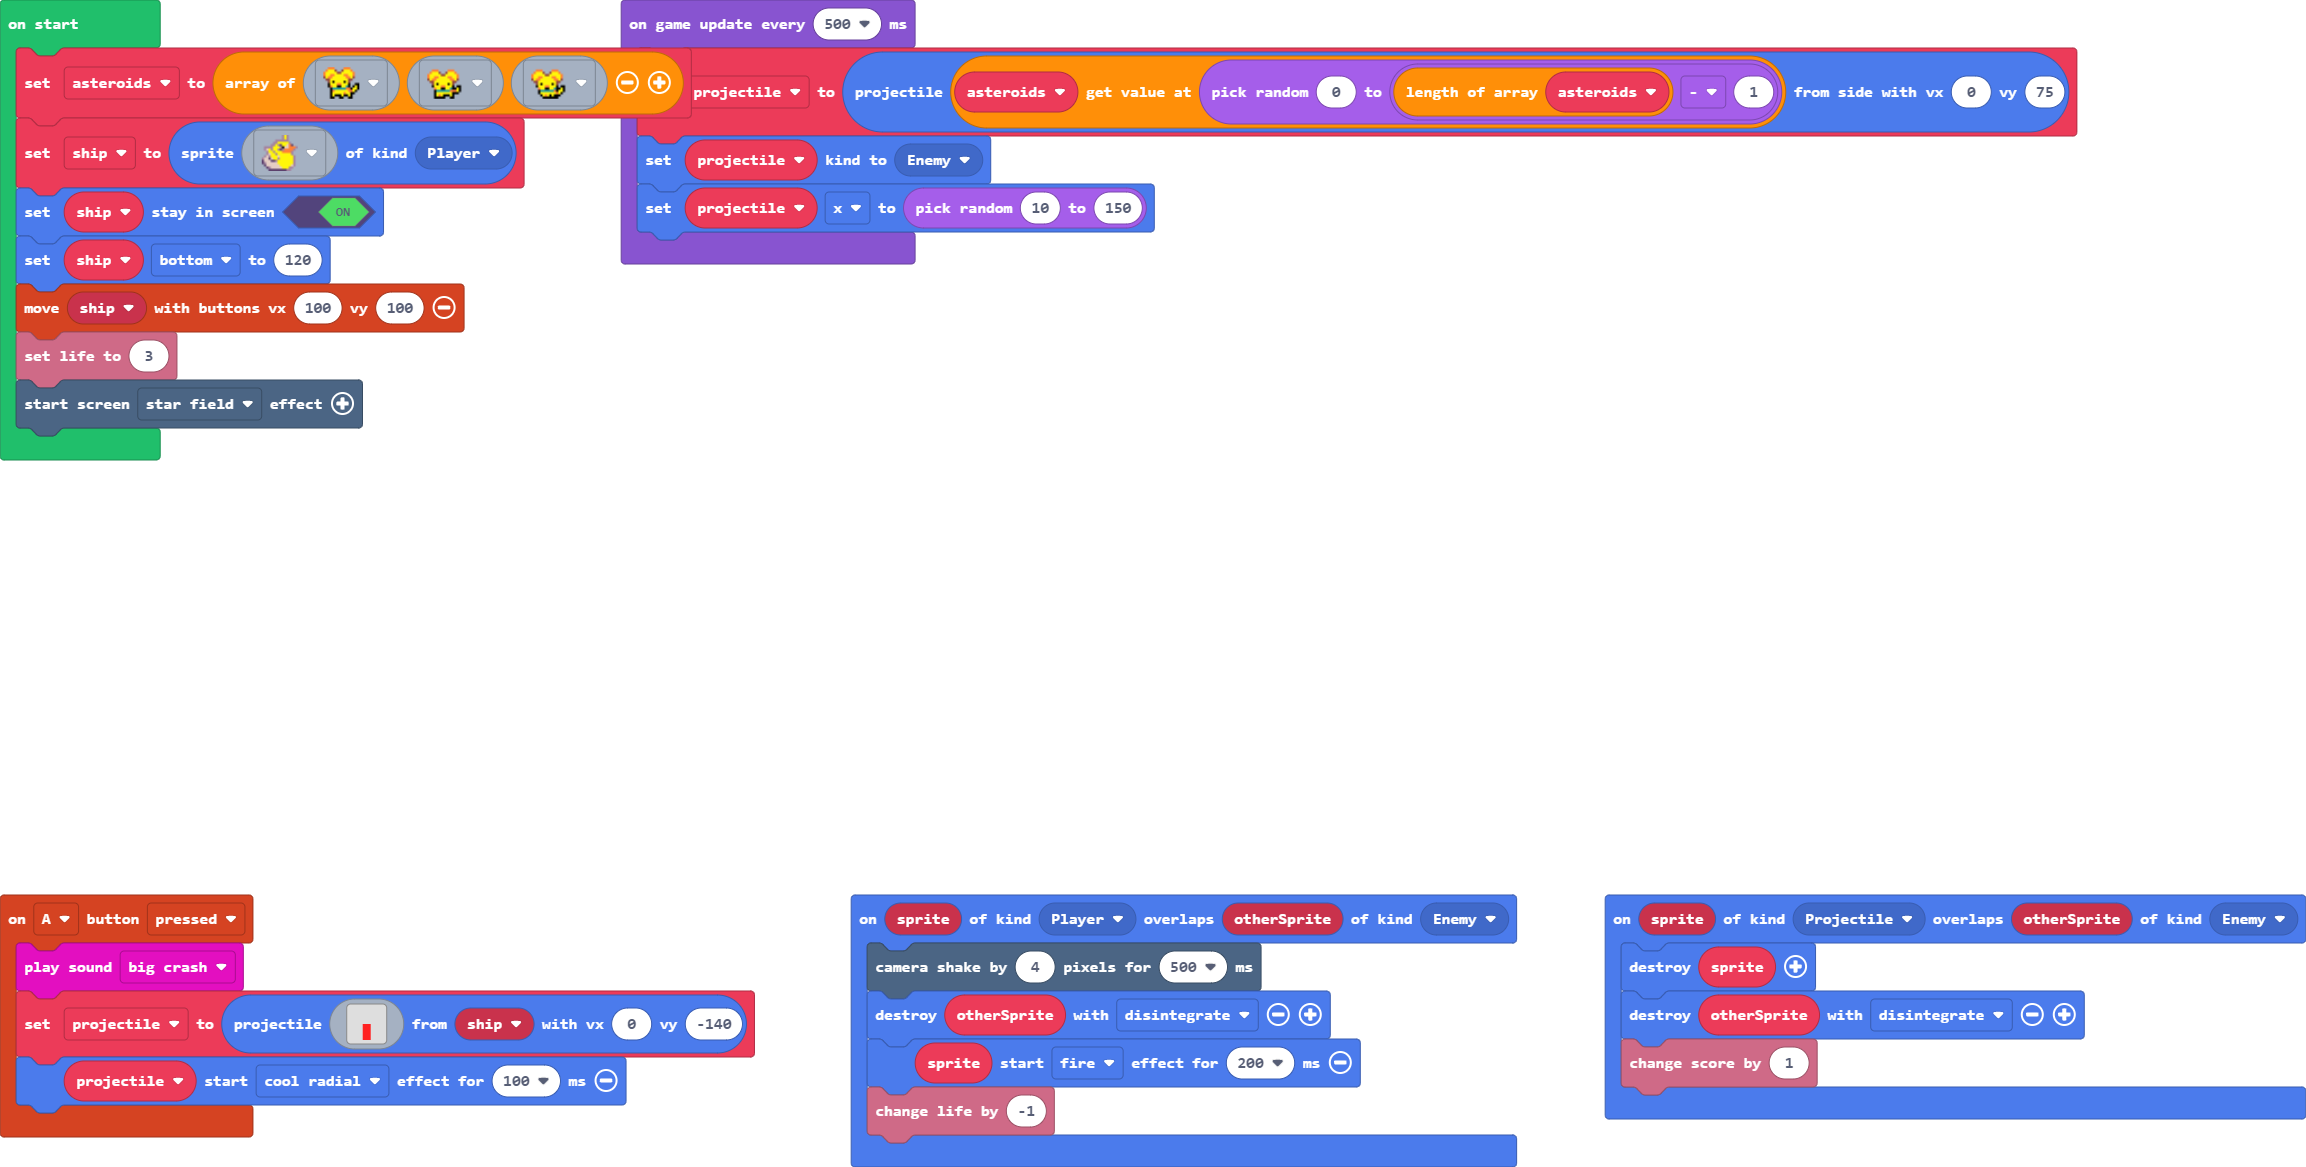 on start
set asteroids to array of
set ship to sprite of kind Player
set ship stay in screen ON
set ship bottom to 120
move ship with buttons vx 100 vy 100
set life to 3
start screen star field effect
on game update every 500 ms
projectile to projectile asteroids get value at pick random 0 to length of array asteroids - 1 from side with vx 0 vy 75
set projectile kind to Enemy
set projectile x to pick random 10 to 150
on A button pressed
play sound big crash
set projectile to projectile from ship with vx 0 vy -140
projectile start cool radial effect for 100 ms
on sprite of kind Player overlaps otherSprite of kind Enemy
camera shake by 4 pixels for 500 ms
destroy otherSprite with disintegrate
sprite start fire effect for 200 ms
change life by -1
on sprite of kind Projectile overlaps otherSprite of kind Enemy
destroy sprite
destroy otherSprite with disintegrate
change score by 1